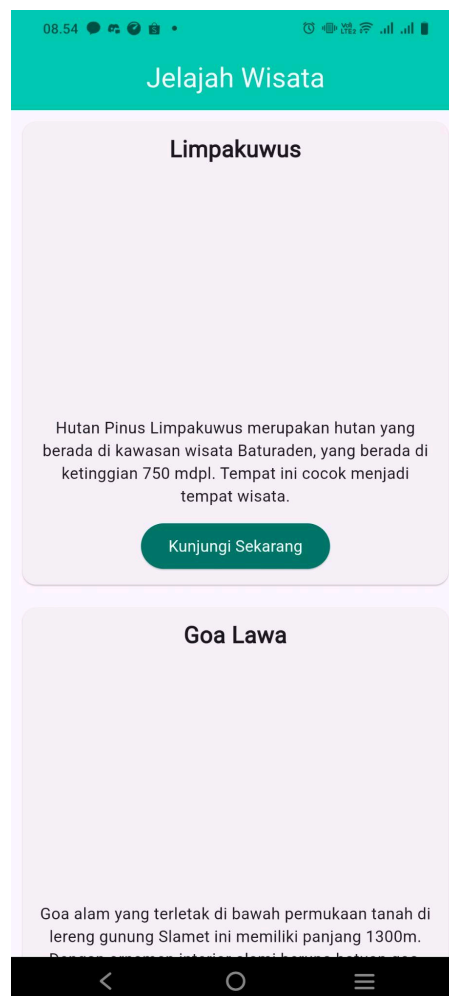 08.54
Jelajah Wisata
Limpakuwus
Hutan Pinus Limpakuwus merupakan hutan yang
berada di kawasan wisata Baturaden, yang berada di
ketinggian 750 mdpl. Tempat ini cocok menjadi
tempat wisata.
Kunjungi Sekarang
Goa Lawa
Goa alam yang terletak di bawah permukaan tanah di
lereng gunung Slamet ini memiliki panjang 1300m.